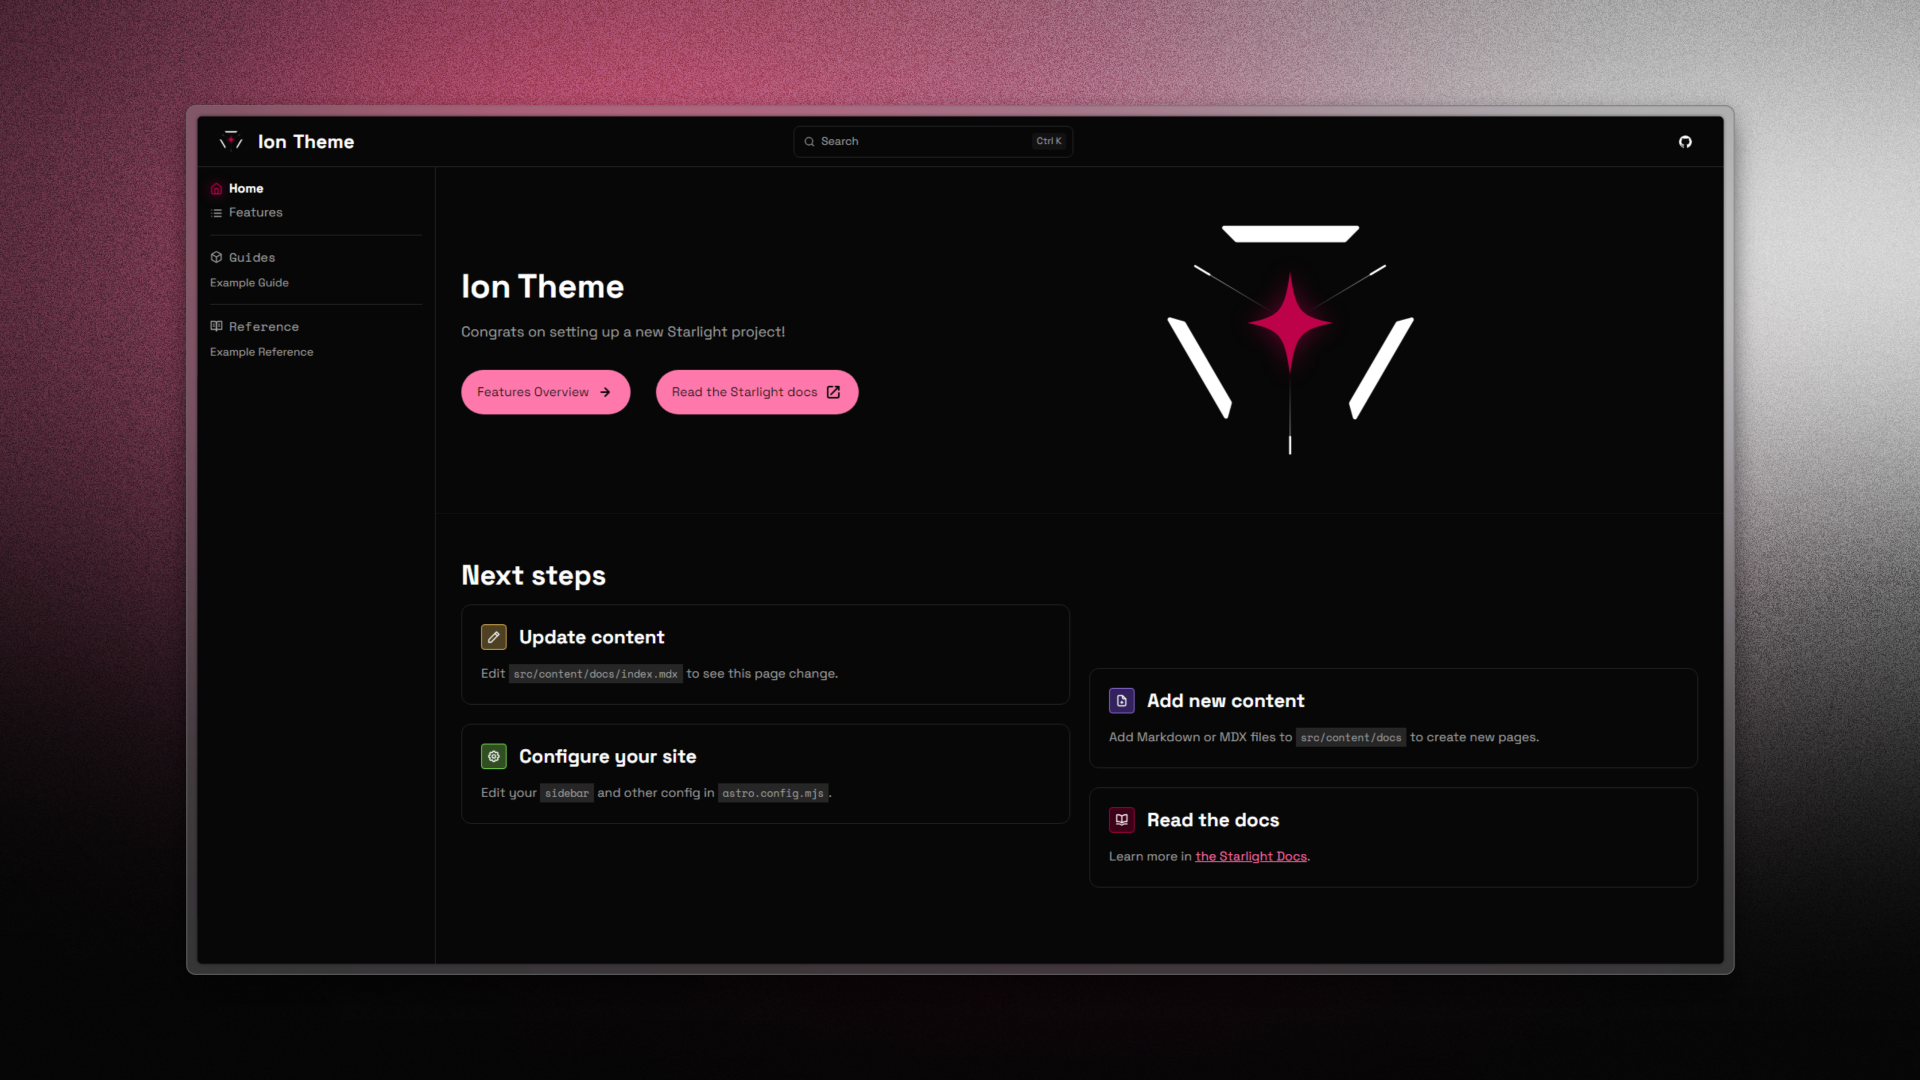 Ion Theme
Search
Ctrl K
Home
Features
Guides
Example Guide
Reference
Example Reference
Ion Theme
Congrats on setting up a new Starlight project!
Features Overview
Read the Starlight docs
Next steps
Update content
Edit src/content/docs/index.mdx to see this page change.
Configure your site
Edit your sidebar and other config in astro.config.mjs.
Add new content
Add Markdown or MDX files to src/content/docs to create new pages.
Read the docs
Learn more in the Starlight Docs.